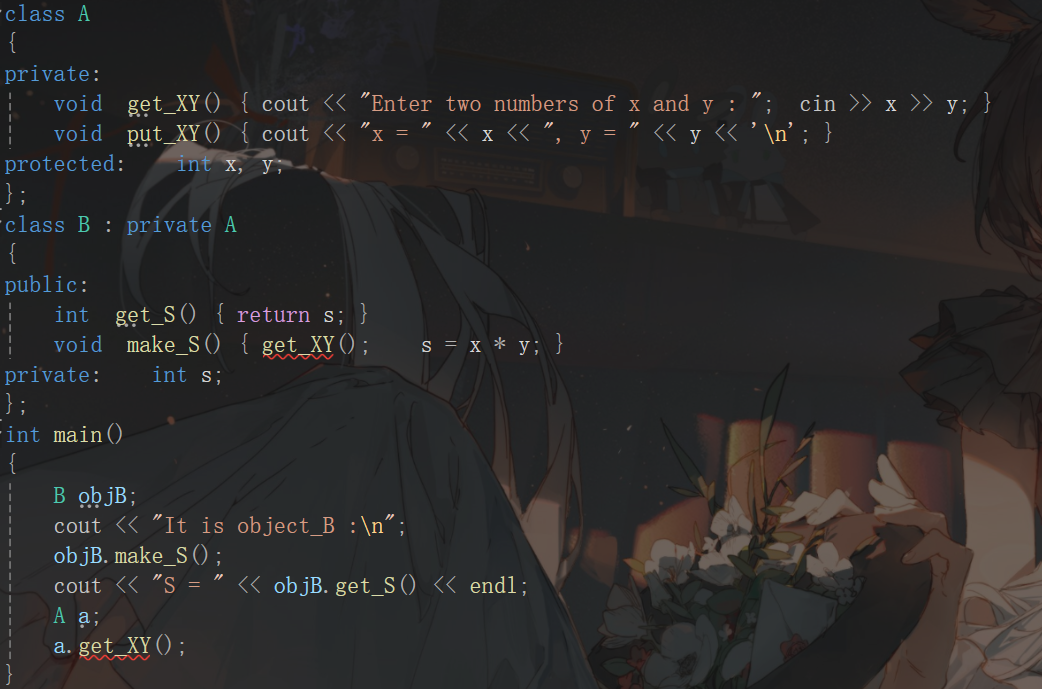 class A
{
private:
    void  get_XY() { cout << "Enter two numbers of x and y : ";  cin >> x >> y; }
    void  put_XY() { cout << "x = " << x << ", y = " << y << '\n'; }
protected:    int x, y;
};
class B : private A
{
public:
    int  get_S() { return s; }
    void  make_S() { get_XY();    s = x * y; }
private:    int s;
};
int main()
{
    B objB;
    cout << "It is object_B :\n";
    objB.make_S();
    cout << "S = " << objB.get_S() << endl;
    A a;
    a.get_XY();
}